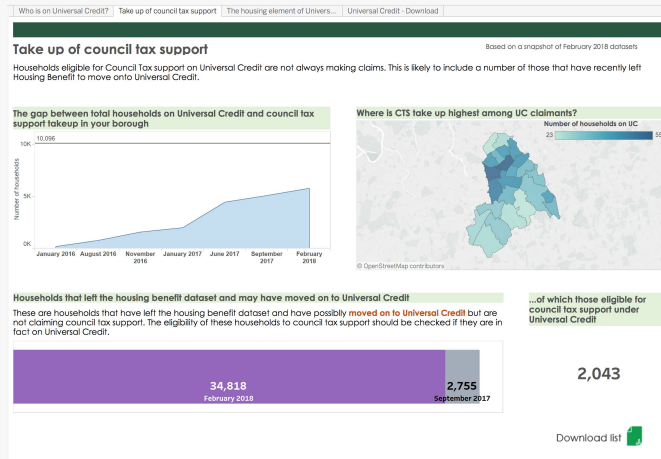 Who is on Universal Credit?
Take up of council tax support
The housing element of Univers...
Universal Credit - Download
Take up of council tax support
Based on a snapshot of February 2018 datasets
Households eligible for Council Tax support on Universal Credit are not always making claims. This is likely to include a number of those that have recently left
Housing Benefit to move onto Universal Credit.
The gap between total households on Universal Credit and council tax
support takeup in your borough
10,096
10K
5K
0K
Number of households
January 2016
August 2016
November
2016
January 2017
June 2017
September
2017
February
2018
Where is CTS take up highest among UC claimants?
Number of households on UC
23
© OpenStreetMap contributors
Households that left the housing benefit dataset and may have moved on to Universal Credit
These are households that have left the housing benefit dataset and have possiblly moved on to Universal Credit but are
not claiming council tax support. The eligibility of these households to council tax support should be checked if they are in
fact on Universal Credit.
34,818
February 2018
2,755
September 2017
...of which those eligible for
council tax support under
Universal Credit
2,043
Download list